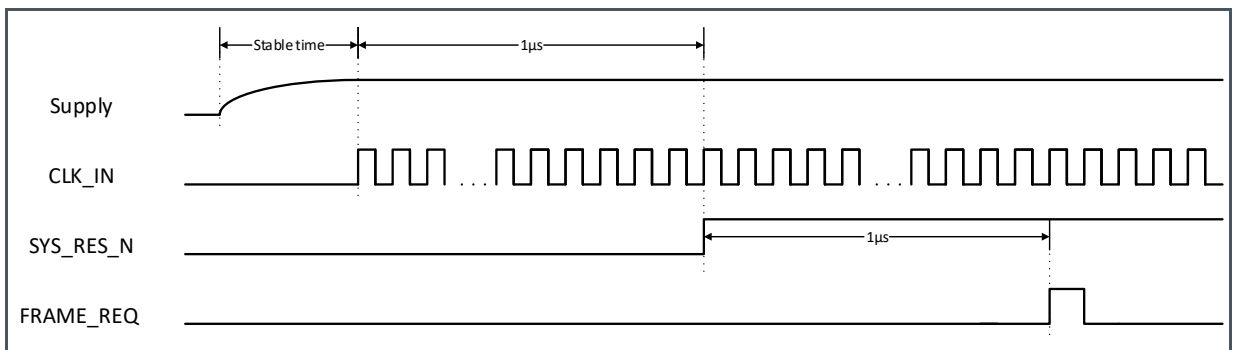 Stable time
1µs
Supply
CLK_IN
. . .
. . .
SYS_RES_N
1µs
FRAME_REQ